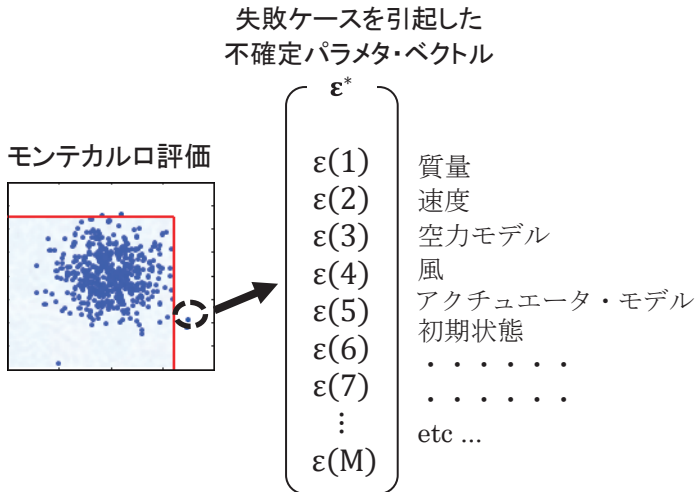 失敗ケースを引起した
不確定パラメタ・ベクトル
ε*
モンテカルロ評価
ε(1) 質量
ε(2) 速度
ε(3) 空力モデル
ε(4) 風
ε(5) アクチュエータ・モデル
ε(6) 初期状態
ε(7) ・・・・・・
⋮ ・・・・・・
ε(M) etc ...